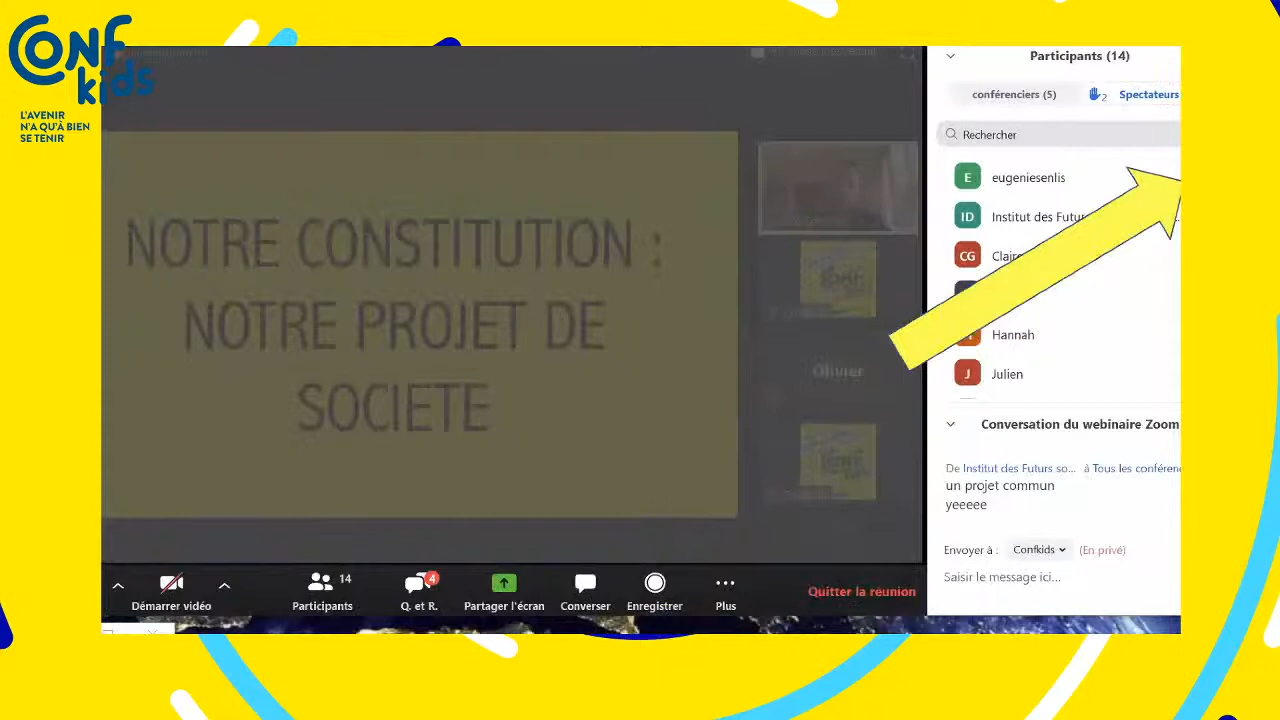 CONF
kids
L'AVENIR
N'A QU'À BIEN
SE TENIR
NOTRE CONSTITUTION :
NOTRE PROJET DE
SOCIETE
Olivier
Participants (14)
conférenciers (5)
2
Spectateurs
Rechercher
E eugeniesenlis
ID Institut des Futur
CG Claire
Hannah
J Julien
Conversation du webinaire Zoom
De Institut des Futurs so... à Tous les conféren
un projet commun
yeeeee
Envoyer à : Confkids (En privé)
Saisir le message ici...
14
4
Démarrer vidéo
Participants
Q. et R.
Partager l'écran
Converser
Enregistrer
Plus
Quitter la réunion